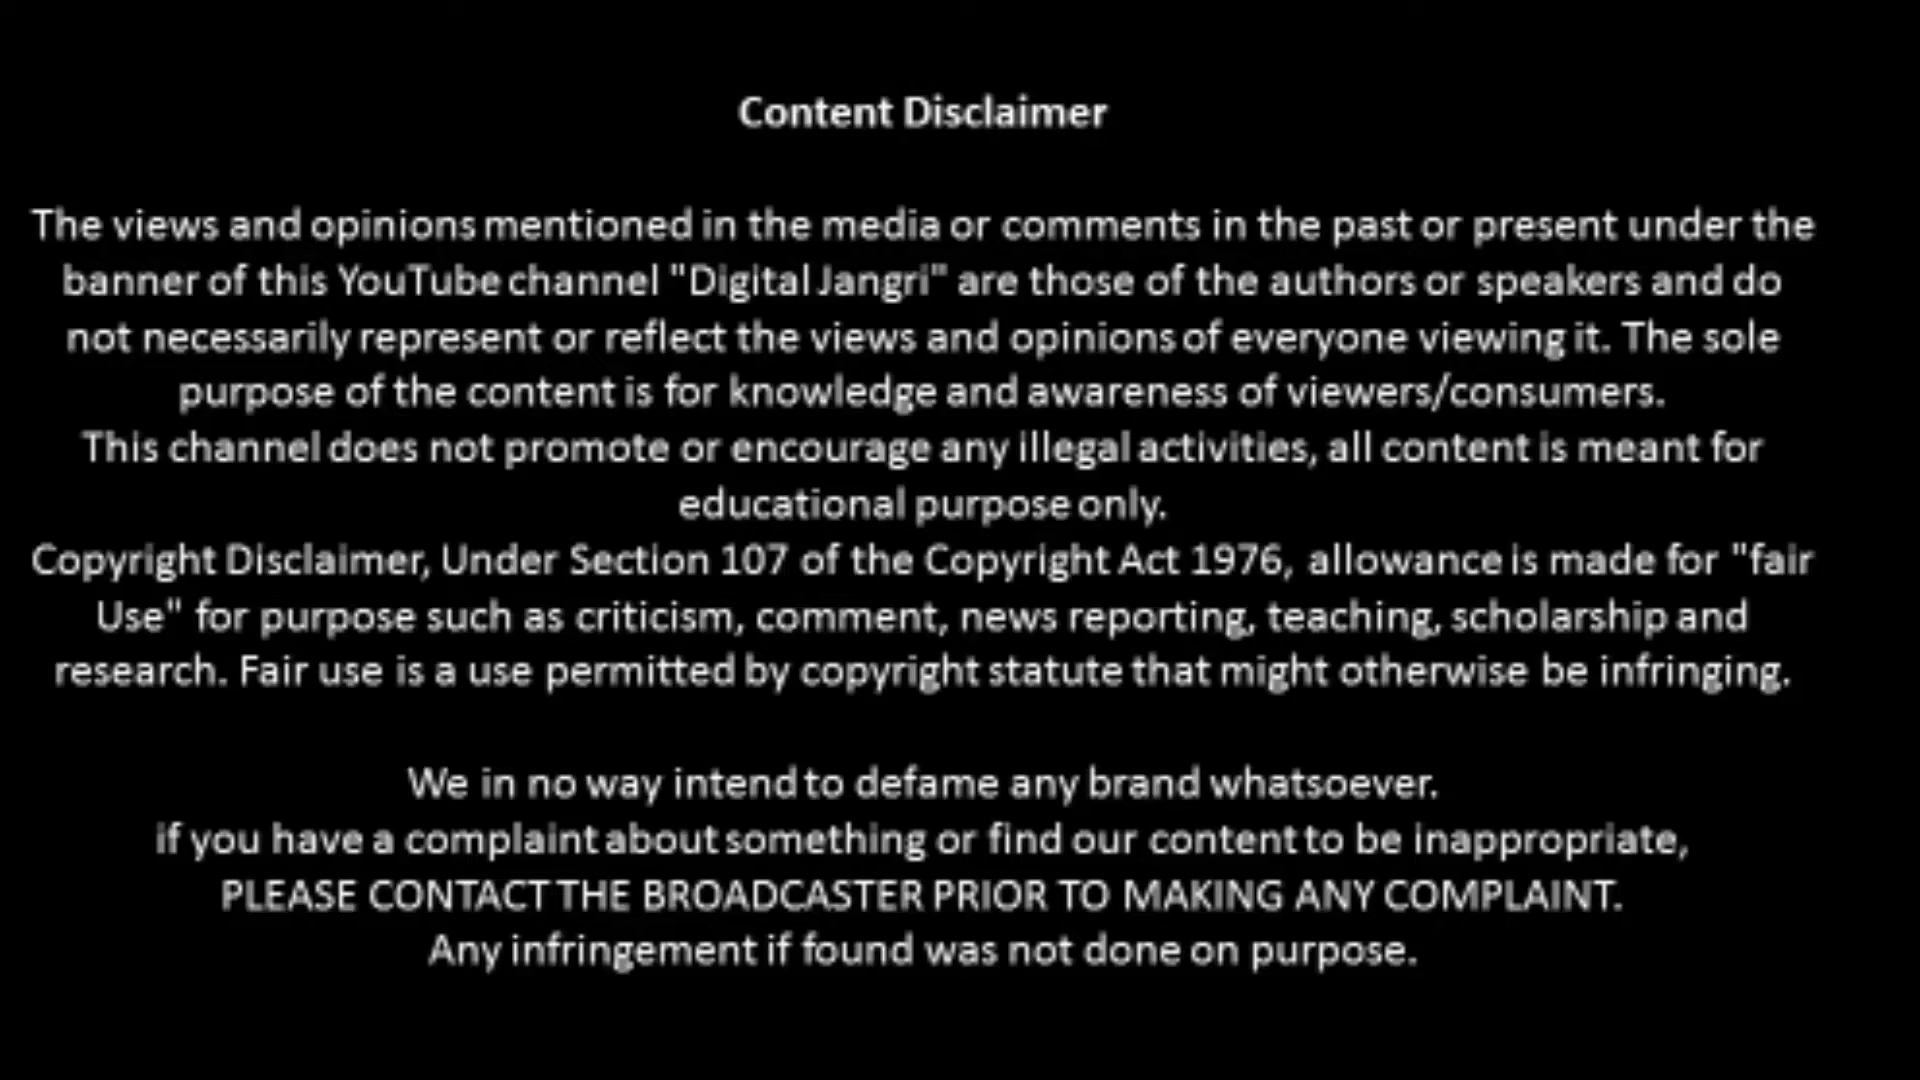 Content Disclaimer
The views and opinions mentioned in the media or comments in the past or present under the
banner of this YouTube channel "Digital Jangri" are those of the authors or speakers and do
not necessarily represent or reflect the views and opinions of everyone viewing it. The sole
purpose of the content is for knowledge and awareness of viewers/consumers.
This channel does not promote or encourage any illegal activities, all content is meant for
educational purpose only.
Copyright Disclaimer, Under Section 107 of the Copyright Act 1976, allowance is made for "fair
Use" for purpose such as criticism, comment, news reporting, teaching, scholarship and
research. Fair use is a use permitted by copyright statute that might otherwise be infringing.
We in no way intend to defame any brand whatsoever.
if you have a complaint about something or find our content to be inappropriate,
PLEASE CONTACT THE BROADCASTER PRIOR TO MAKING ANY COMPLAINT.
Any infringement if found was not done on purpose.